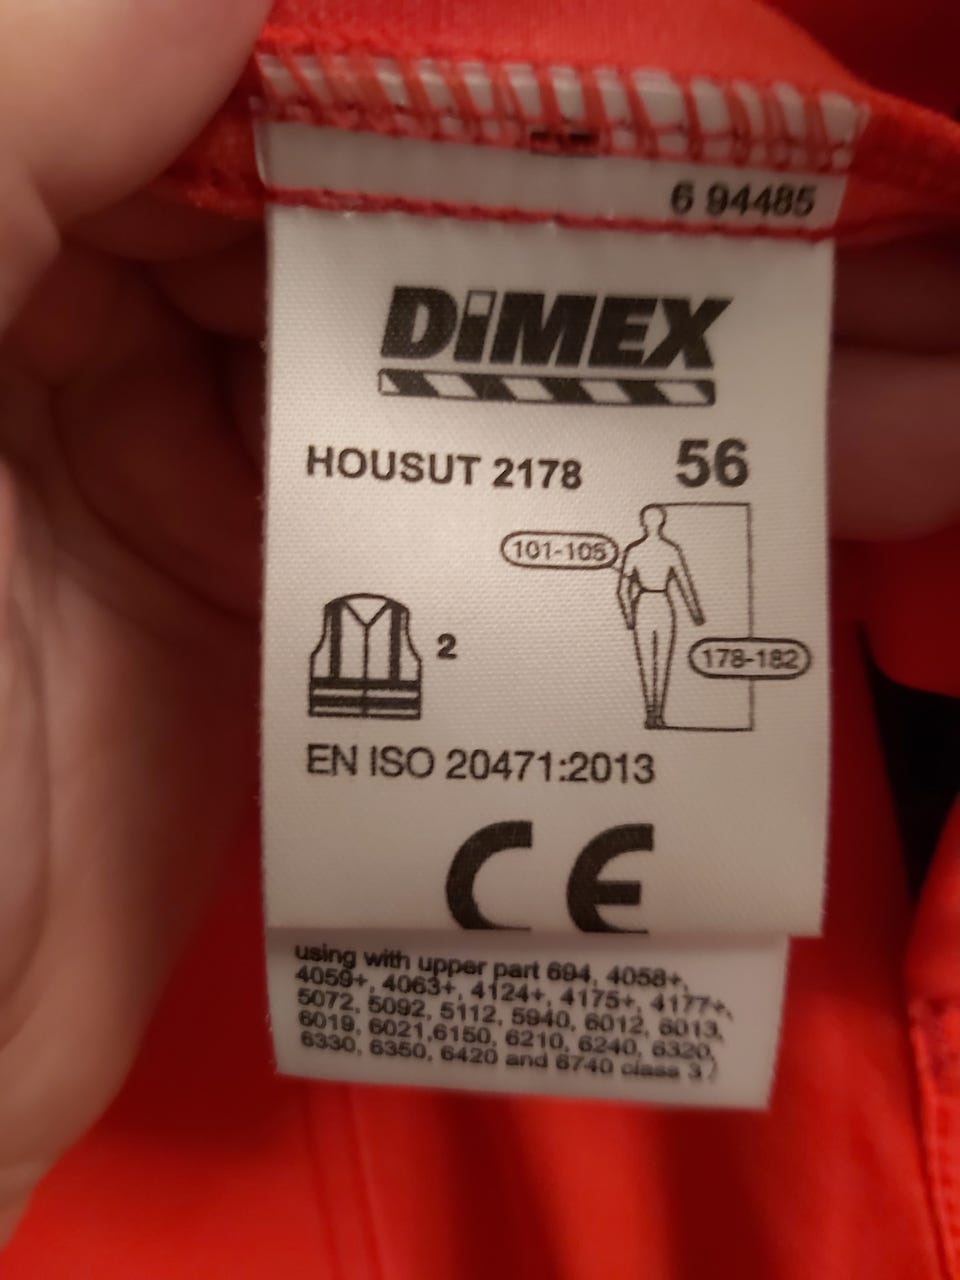 6 94485
DiMEX
HOUSUT 2178 56
101-105
2
178-182
EN ISO 20471:2013
CE
using with upper part 694, 4058+,
4059+, 4063+, 4124+, 4175+, 4177+,
5072, 5092, 5112, 5940, 6012, 6013,
6019, 6021,6150, 6210, 6240, 6320,
6330, 6350, 6420 and 6740 class 3